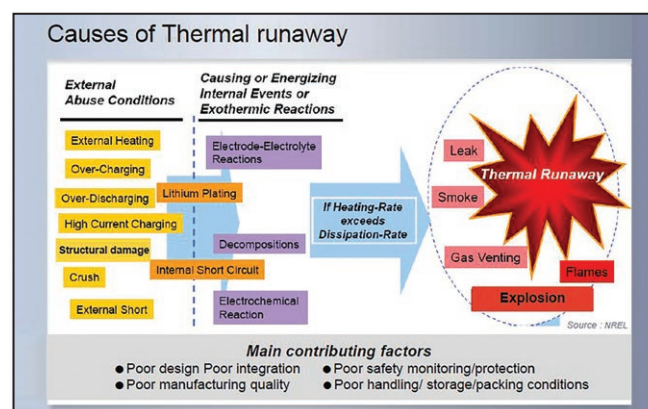 Causes of Thermal runaway
External
Abuse Conditions
Causing or Energizing
Internal Events or
Exothermic Reactions
External Heating
Over-Charging
Over-Discharging
High Current Charging
Structural damage
Crush
External Short
Lithium Plating
Internal Short Circuit
Electrode-Electrolyte
Reactions
Decompositions
Electrochemical
Reaction
If Heating-Rate
exceeds
Dissipation-Rate
Leak
Thermal Runaway
Smoke
Gas Venting
Flames
Explosion
Source : NREL
Main contributing factors
● Poor design Poor integration
● Poor manufacturing quality
● Poor safety monitoring/protection
● Poor handling/ storage/packing conditions